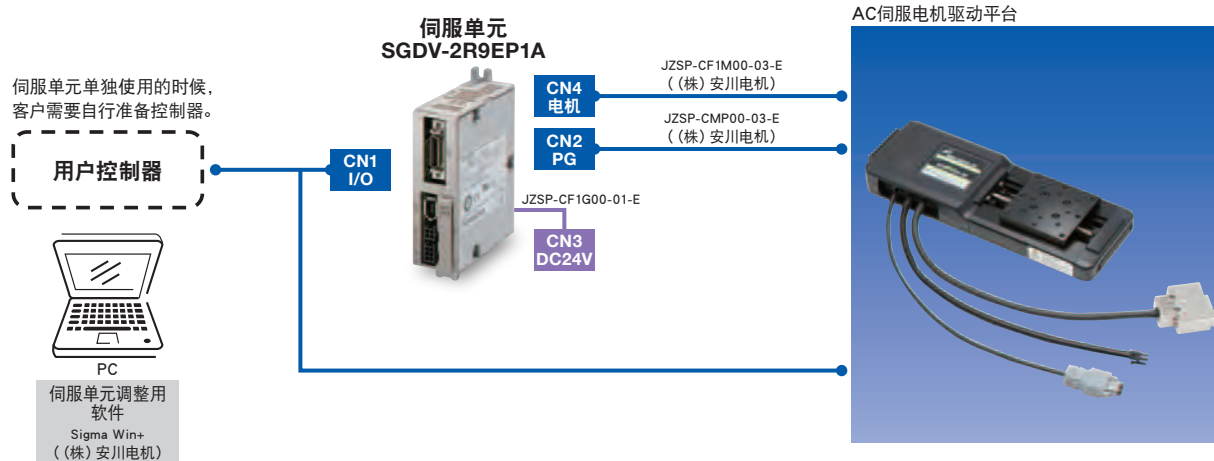 AC伺服电机驱动平台
伺服单元
SGDV-2R9EP1A
伺服单元单独使用的时候，
客户需要自行准备控制器。
用户控制器
CN1
I/O
CN4
电机
JZSP-CF1M00-03-E
（(株) 安川电机）
CN2
PG
JZSP-CMP00-03-E
（(株) 安川电机）
JZSP-CF1G00-01-E
CN3
DC24V
PC
伺服单元调整用
软件
Sigma Win+
（(株) 安川电机）